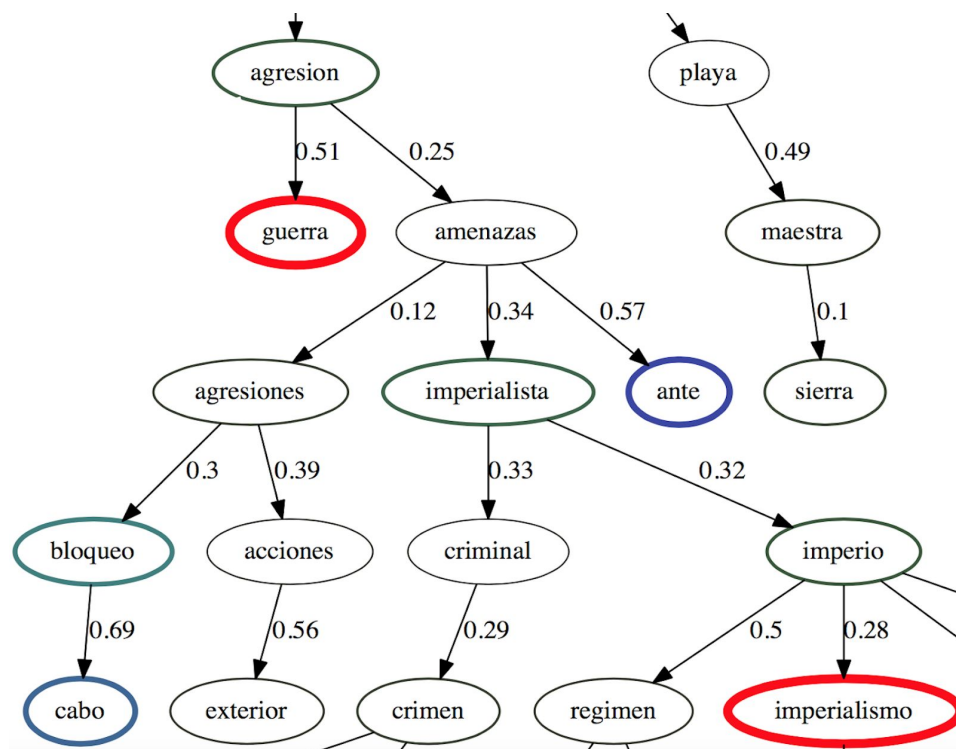 agresion playa
0.51 0.25 0.49
guerra amenazas maestra
0.12 0.34 0.57 0.1
agresiones imperialista ante sierra
0.3 0.39 0.33 0.32
bloqueo acciones criminal imperio
0.69 0.56 0.29 0.5 0.28
cabo exterior crimen regimen imperialismo